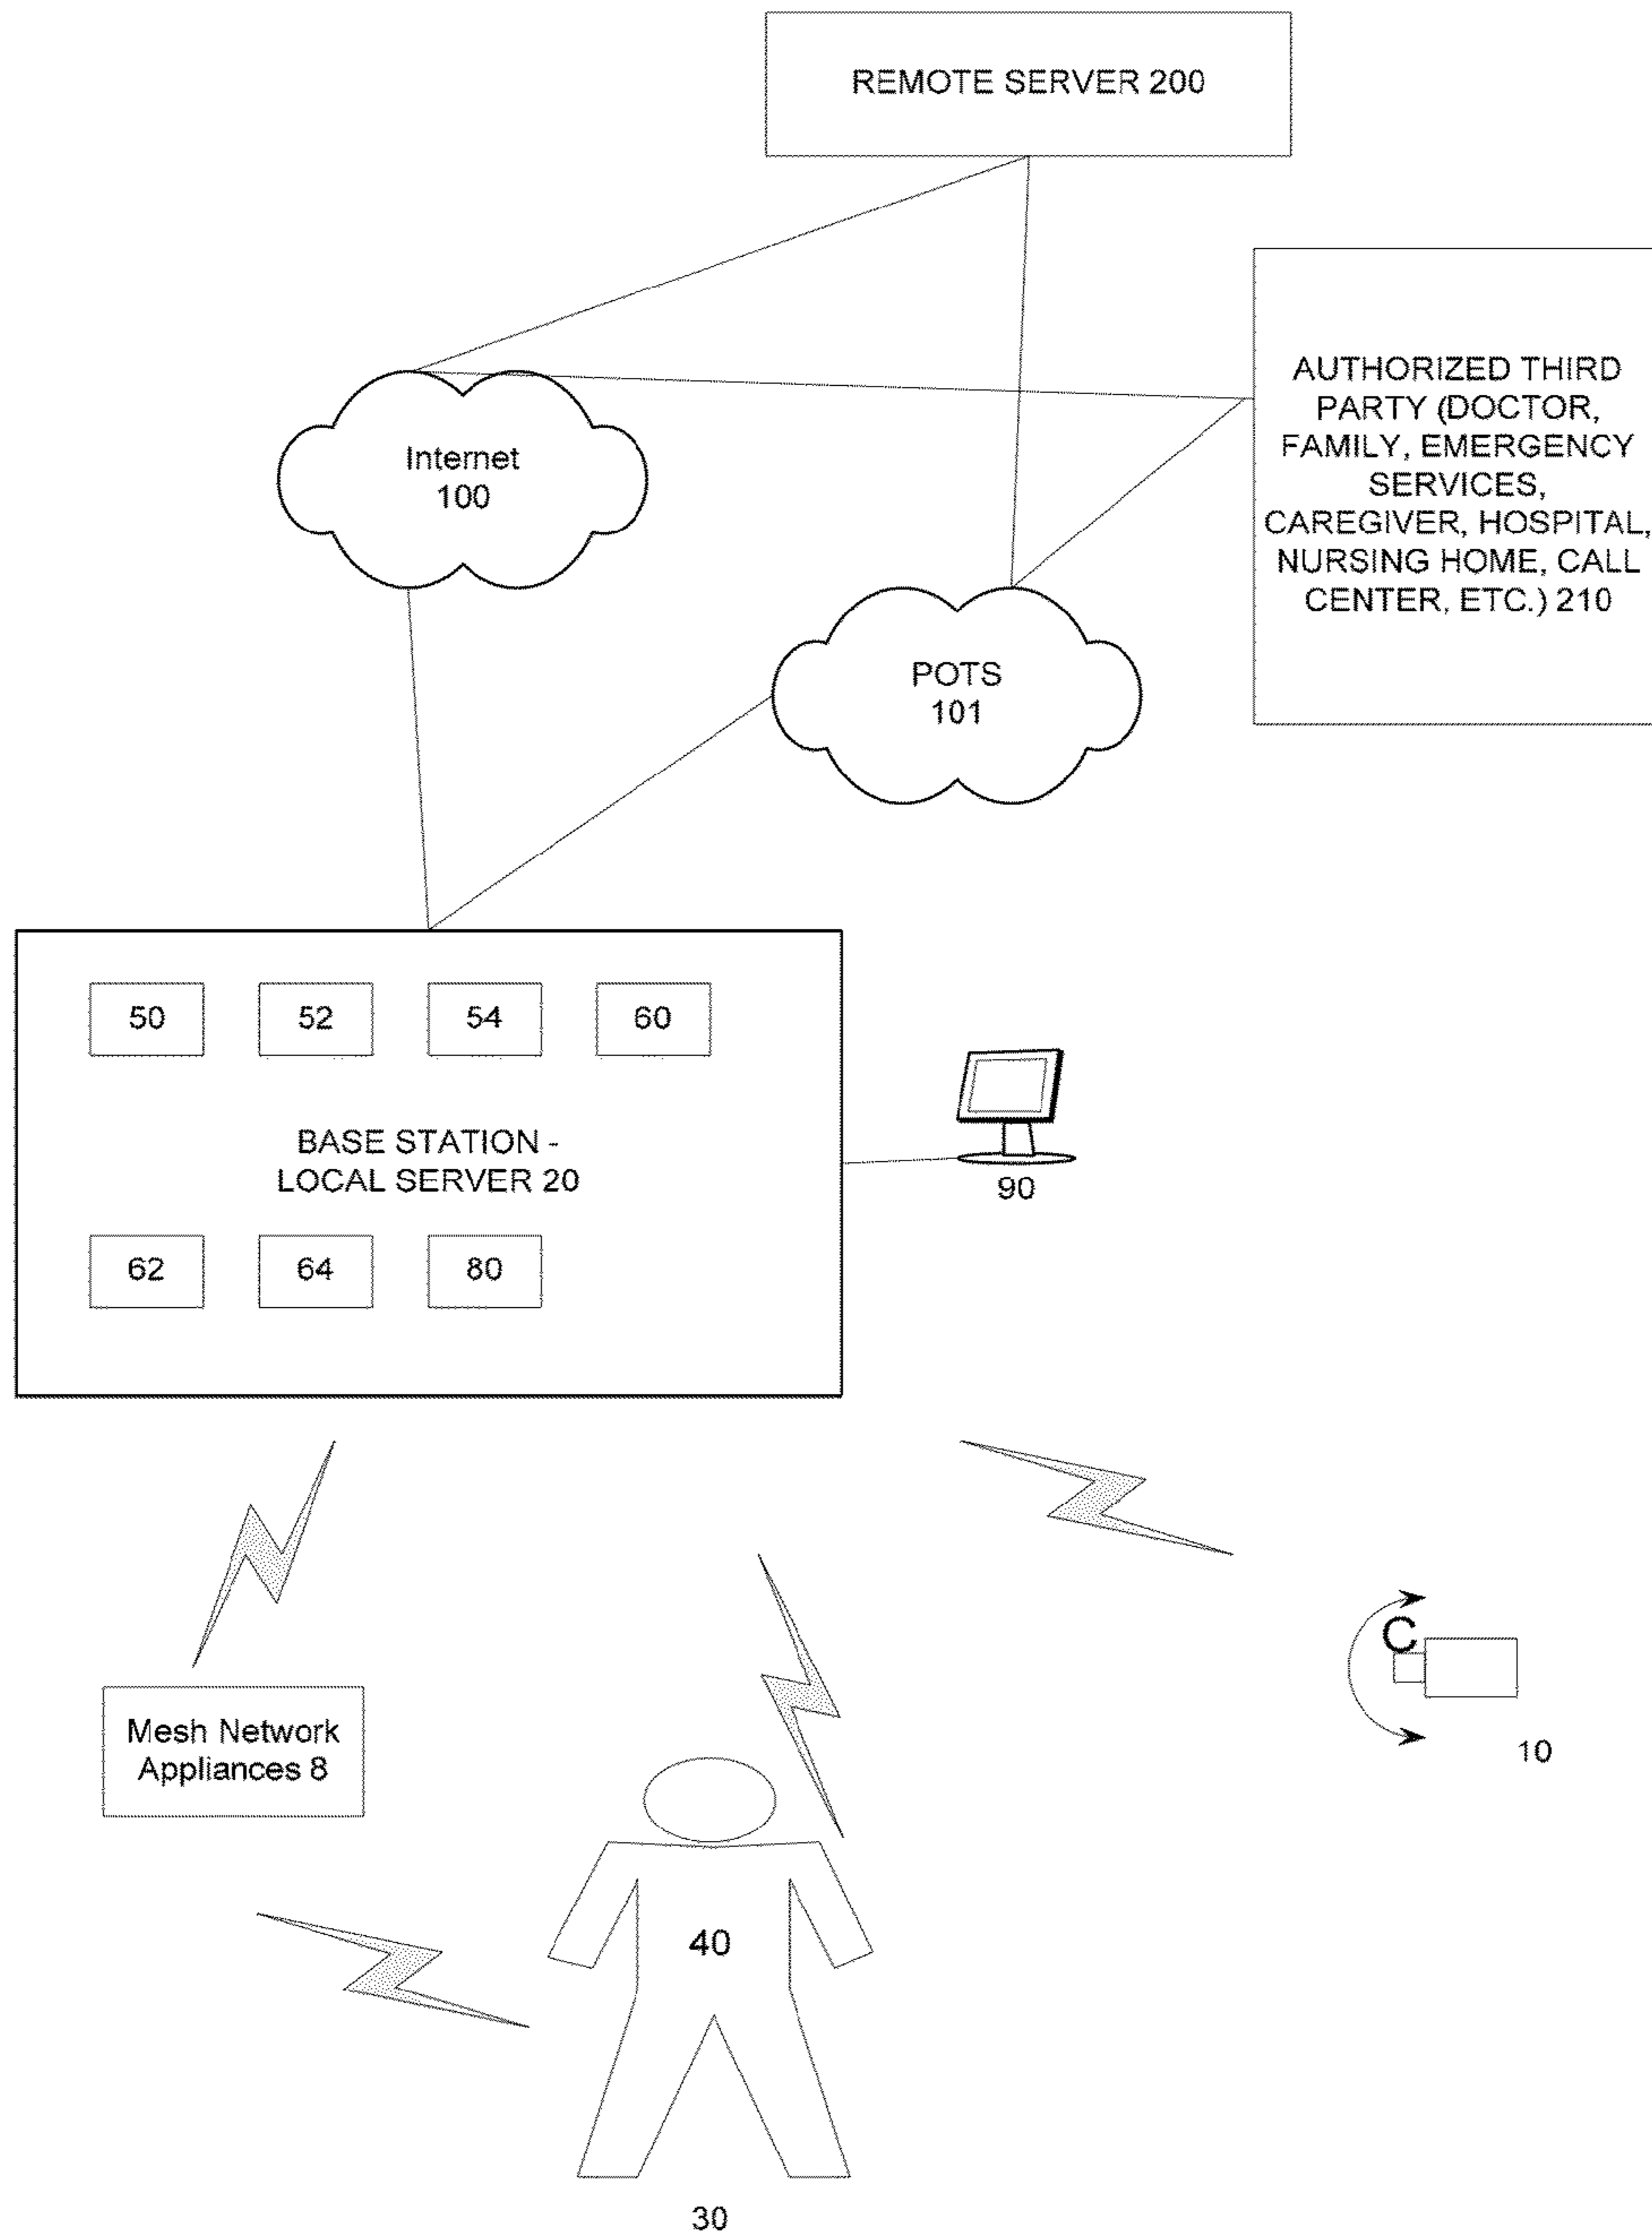 REMOTE SERVER 200
AUTHORIZED THIRD
PARTY (DOCTOR,
FAMILY, EMERGENCY
SERVICES,
CAREGIVER, HOSPITAL,
NURSING HOME, CALL
CENTER, ETC.) 210
Internet
100
POTS
101
50
52
54
60
BASE STATION -
LOCAL SERVER 20
90
62
64
80
C
10
Mesh Network
Appliances 8
40
30